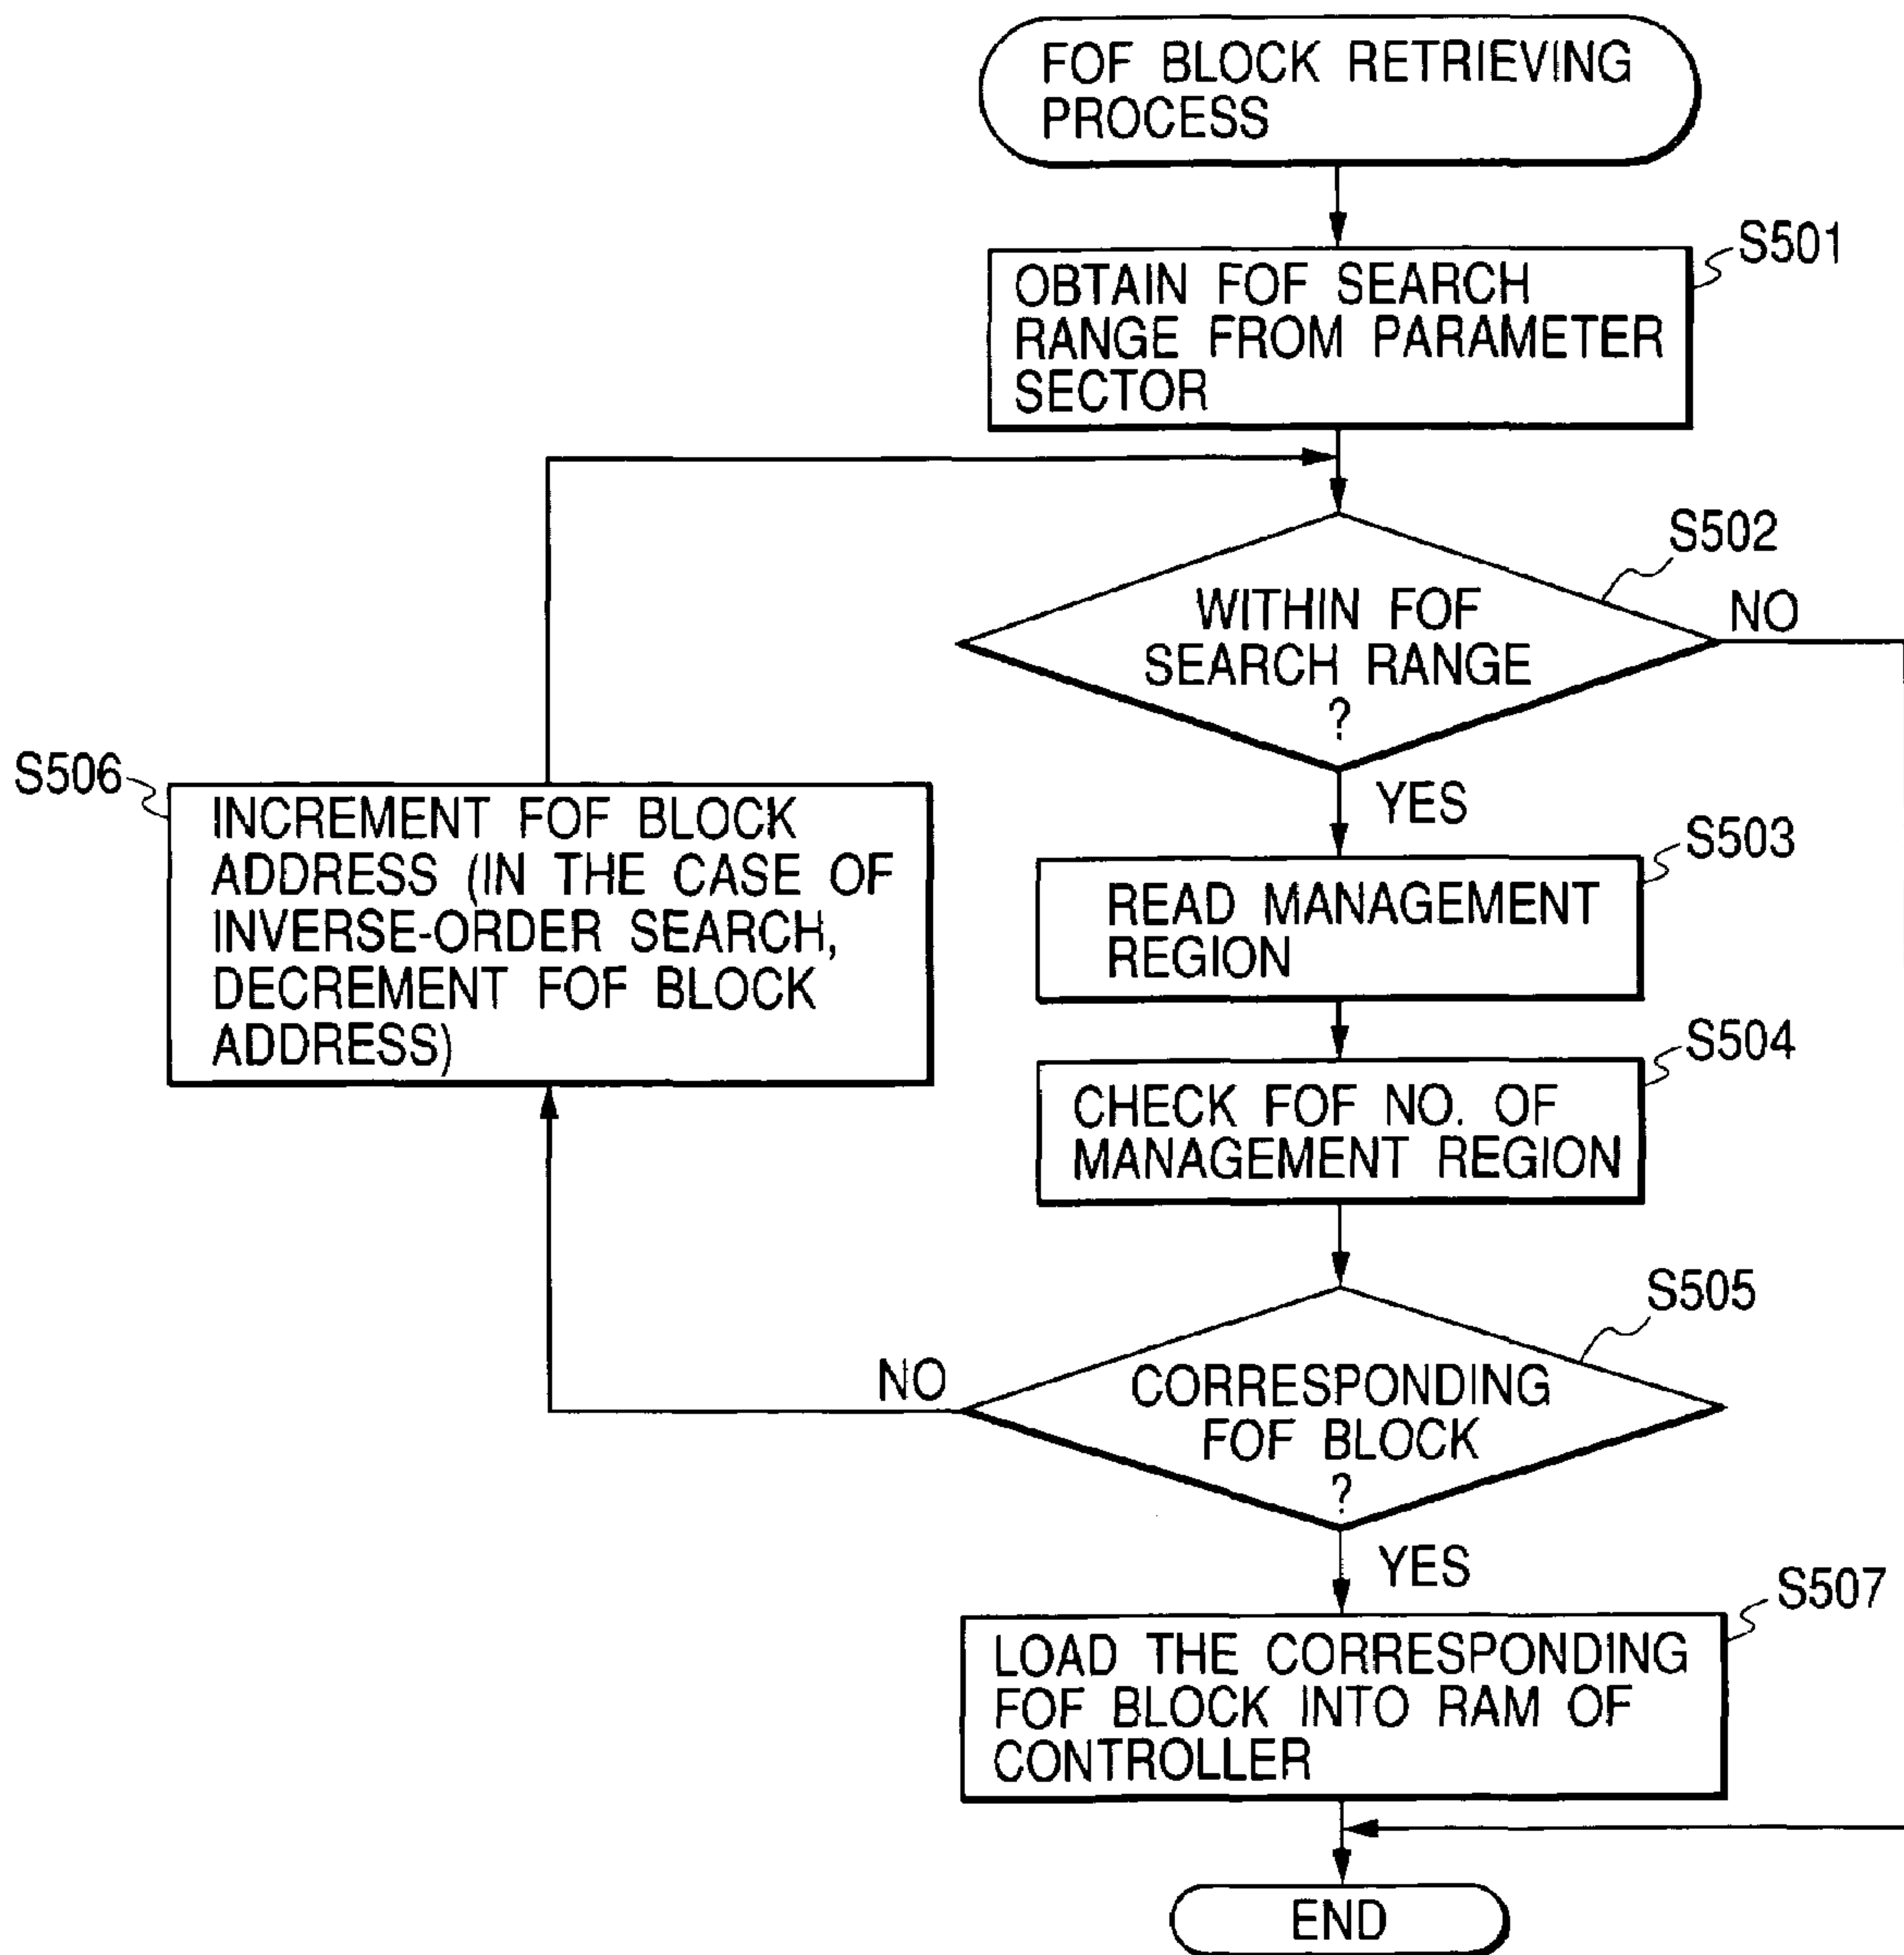 FOF BLOCK RETRIEVING
PROCESS
S501
OBTAIN FOF SEARCH
RANGE FROM PARAMETER
SECTOR
S502
WITHIN FOF
SEARCH RANGE
?
NO
YES
S503
READ MANAGEMENT
REGION
S504
CHECK FOF NO. OF
MANAGEMENT REGION
S505
CORRESPONDING
FOF BLOCK
?
NO
S506
INCREMENT FOF BLOCK
ADDRESS (IN THE CASE OF
INVERSE-ORDER SEARCH,
DECREMENT FOF BLOCK
ADDRESS)
YES
S507
LOAD THE CORRESPONDING
FOF BLOCK INTO RAM OF
CONTROLLER
END